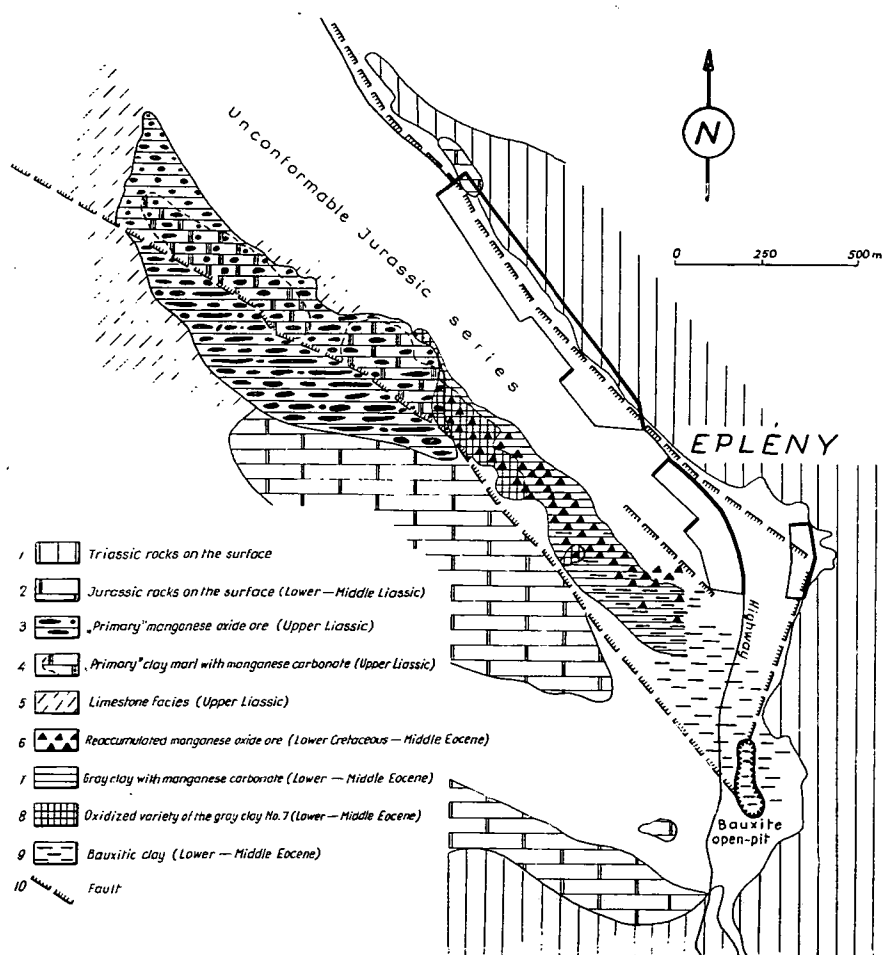 N
0 250 500 m
Unconformable Jurassic series
EPLÉNY
Highway
Bauxite
open-pit
1 Triassic rocks on the surface
2 Jurassic rocks on the surface (Lower—Middle Liassic)
3 „Primary” manganese oxide ore (Upper Liassic)
4 „Primary” clay marl with manganese carbonate (Upper Liassic)
5 Limestone facies (Upper Liassic)
6 Reaccumulated manganese oxide ore (Lower Cretaceous — Middle Eocene)
7 Gray clay with manganese carbonate (Lower — Middle Eocene)
8 Oxidized variety of the gray clay No. 7 (Lower — Middle Eocene)
9 Bauxitic clay (Lower — Middle Eocene)
10 Fault